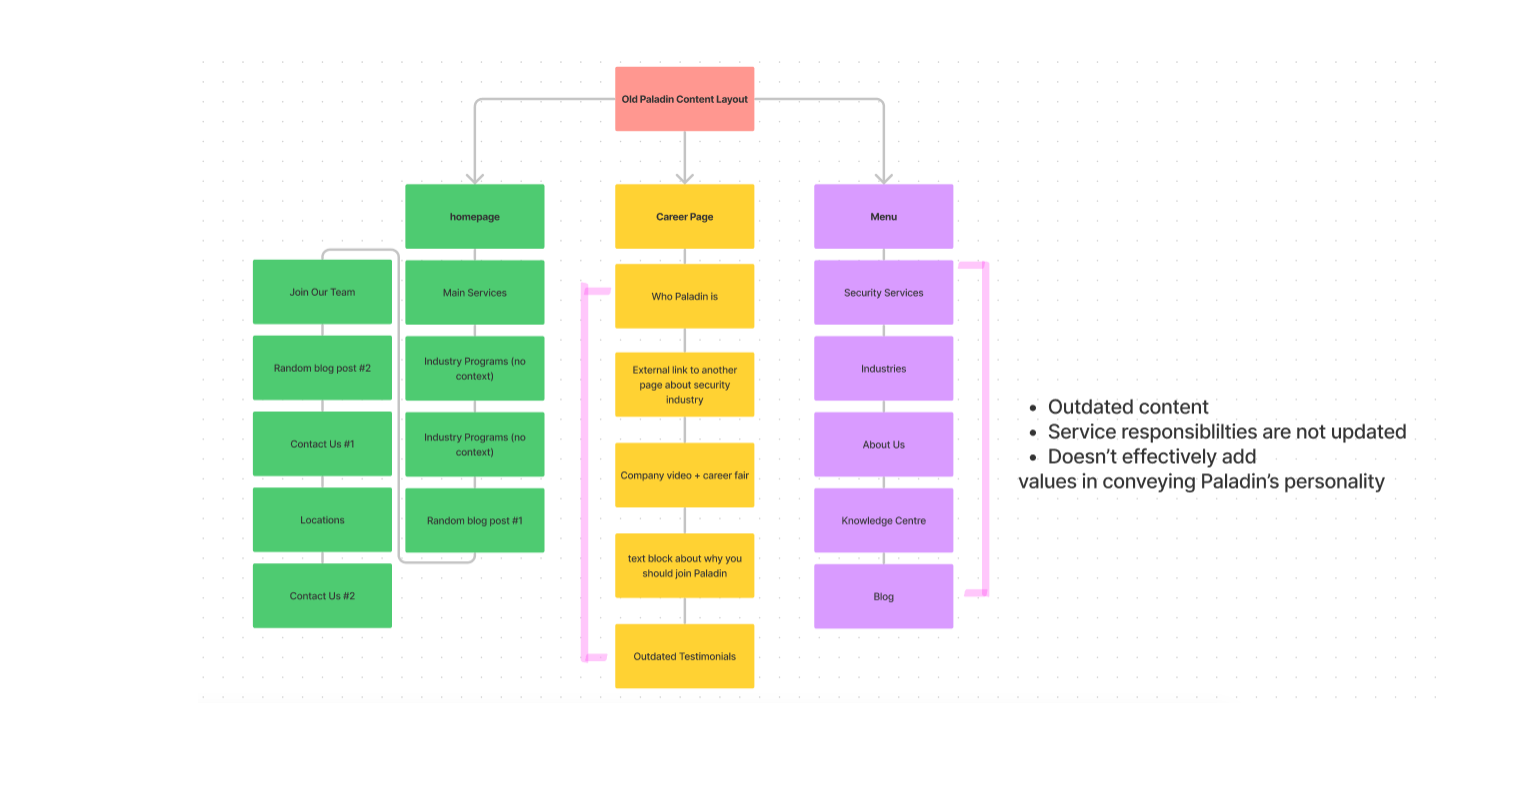 Old Paladin Content Layout
homepage
Main Services
Industry Programs (no
context)
Industry Programs (no
context)
Random blog post #1
Join Our Team
Random blog post #2
Contact Us #1
Locations
Contact Us #2
Career Page
Who Paladin is
External link to another
page about security
industry
Company video + career fair
text block about why you
should join Paladin
Outdated Testimonials
Menu
Security Services
Industries
About Us
Knowledge Centre
Blog
• Outdated content
• Service responsiblilties are not updated
• Doesn’t effectively add
values in conveying Paladin’s personality